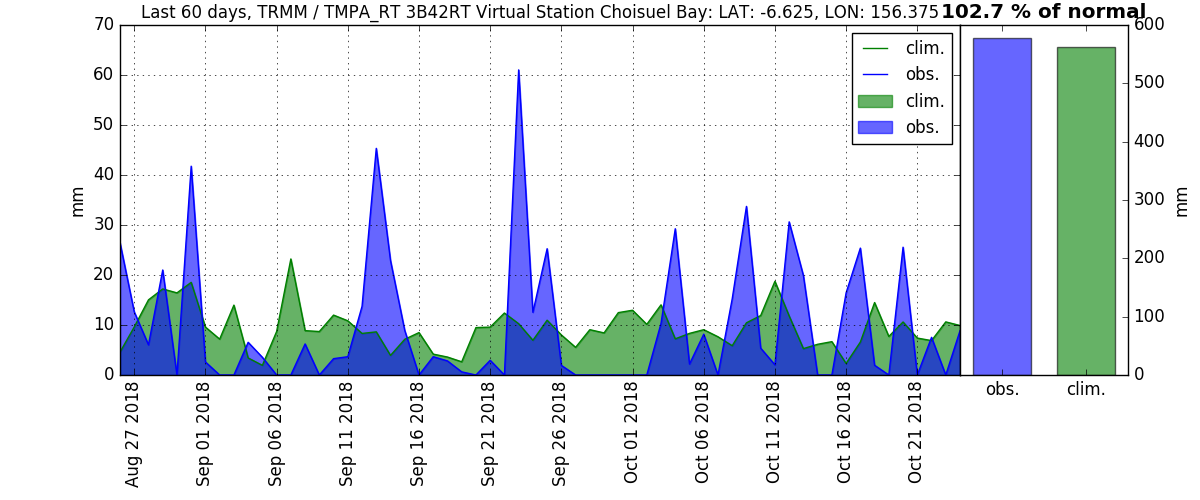 Last 60 days, TRMM / TMPA_RT 3B42RT Virtual Station Choisuel Bay: LAT: -6.625, LON: 156.375
102.7 % of normal
70
60
50
40
30
20
10
0
mm
clim.
obs.
clim.
obs.
Aug 27 2018
Sep 01 2018
Sep 06 2018
Sep 11 2018
Sep 16 2018
Sep 21 2018
Sep 26 2018
Oct 01 2018
Oct 06 2018
Oct 11 2018
Oct 16 2018
Oct 21 2018
600
500
400
300
200
100
0
mm
obs.
clim.